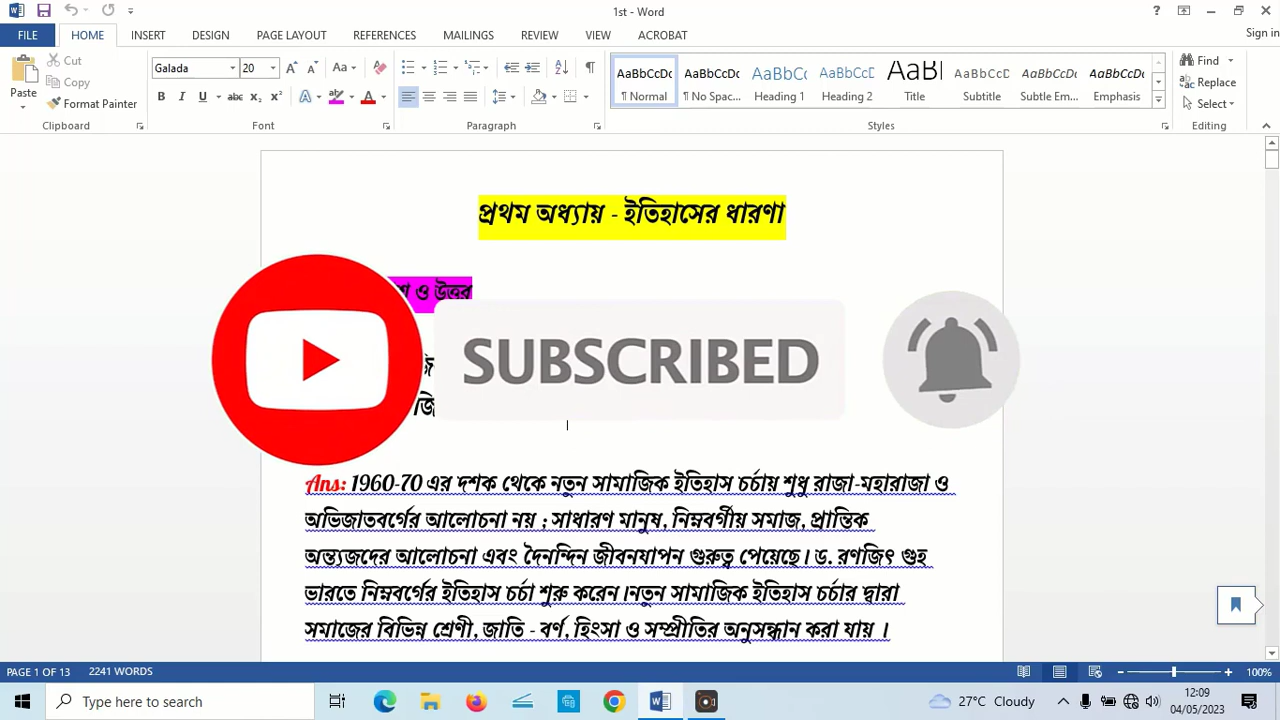 1st - Word
?
Sign in
FILE HOME INSERT DESIGN PAGE LAYOUT REFERENCES MAILINGS REVIEW VIEW ACROBAT
Paste
Cut
Copy
Format Painter
Clipboard
Galada 20
Font
Paragraph
AaBbCcDc AaBbCcDc AaBbCc AaBbCcD AaBl AaBbCcD AaBbCcDc AaBbCcDc
¶ Normal ¶ No Spac... Heading 1 Heading 2 Title Subtitle Subtle Em... Emphasis
Styles
Find
Replace
Select
Editing
প্রথম অধ্যায় - ইতিহাসের ধারণা
ও উত্তর
SUBSCRIBED
Ans: 1960-70 এর দশক থেকে নতুন সামাজিক ইতিহাস চর্চায় শুধু রাজা-মহারাজা ও
অভিজাতবর্গের আলোচনা নয় ; সাধারণ মানুষ, নিম্নবর্গীয় সমাজ, প্রান্তিক
অন্ত্যজদের আলোচনা এবং দৈনন্দিন জীবনযাপন গুরুত্ব পেয়েছে। ড. রণজিৎ গুহ
ভারতে নিম্নবর্গের ইতিহাস চর্চা শুরু করেন।নতুন সামাজিক ইতিহাস চর্চার দ্বারা
সমাজের বিভিন্ন শ্রেণী, জাতি - বর্ণ, হিংসা ও সম্প্রীতির অনুসন্ধান করা যায় ।
PAGE 1 OF 13 2241 WORDS 100%
Type here to search
27°C Cloudy
12:09
04/05/2023